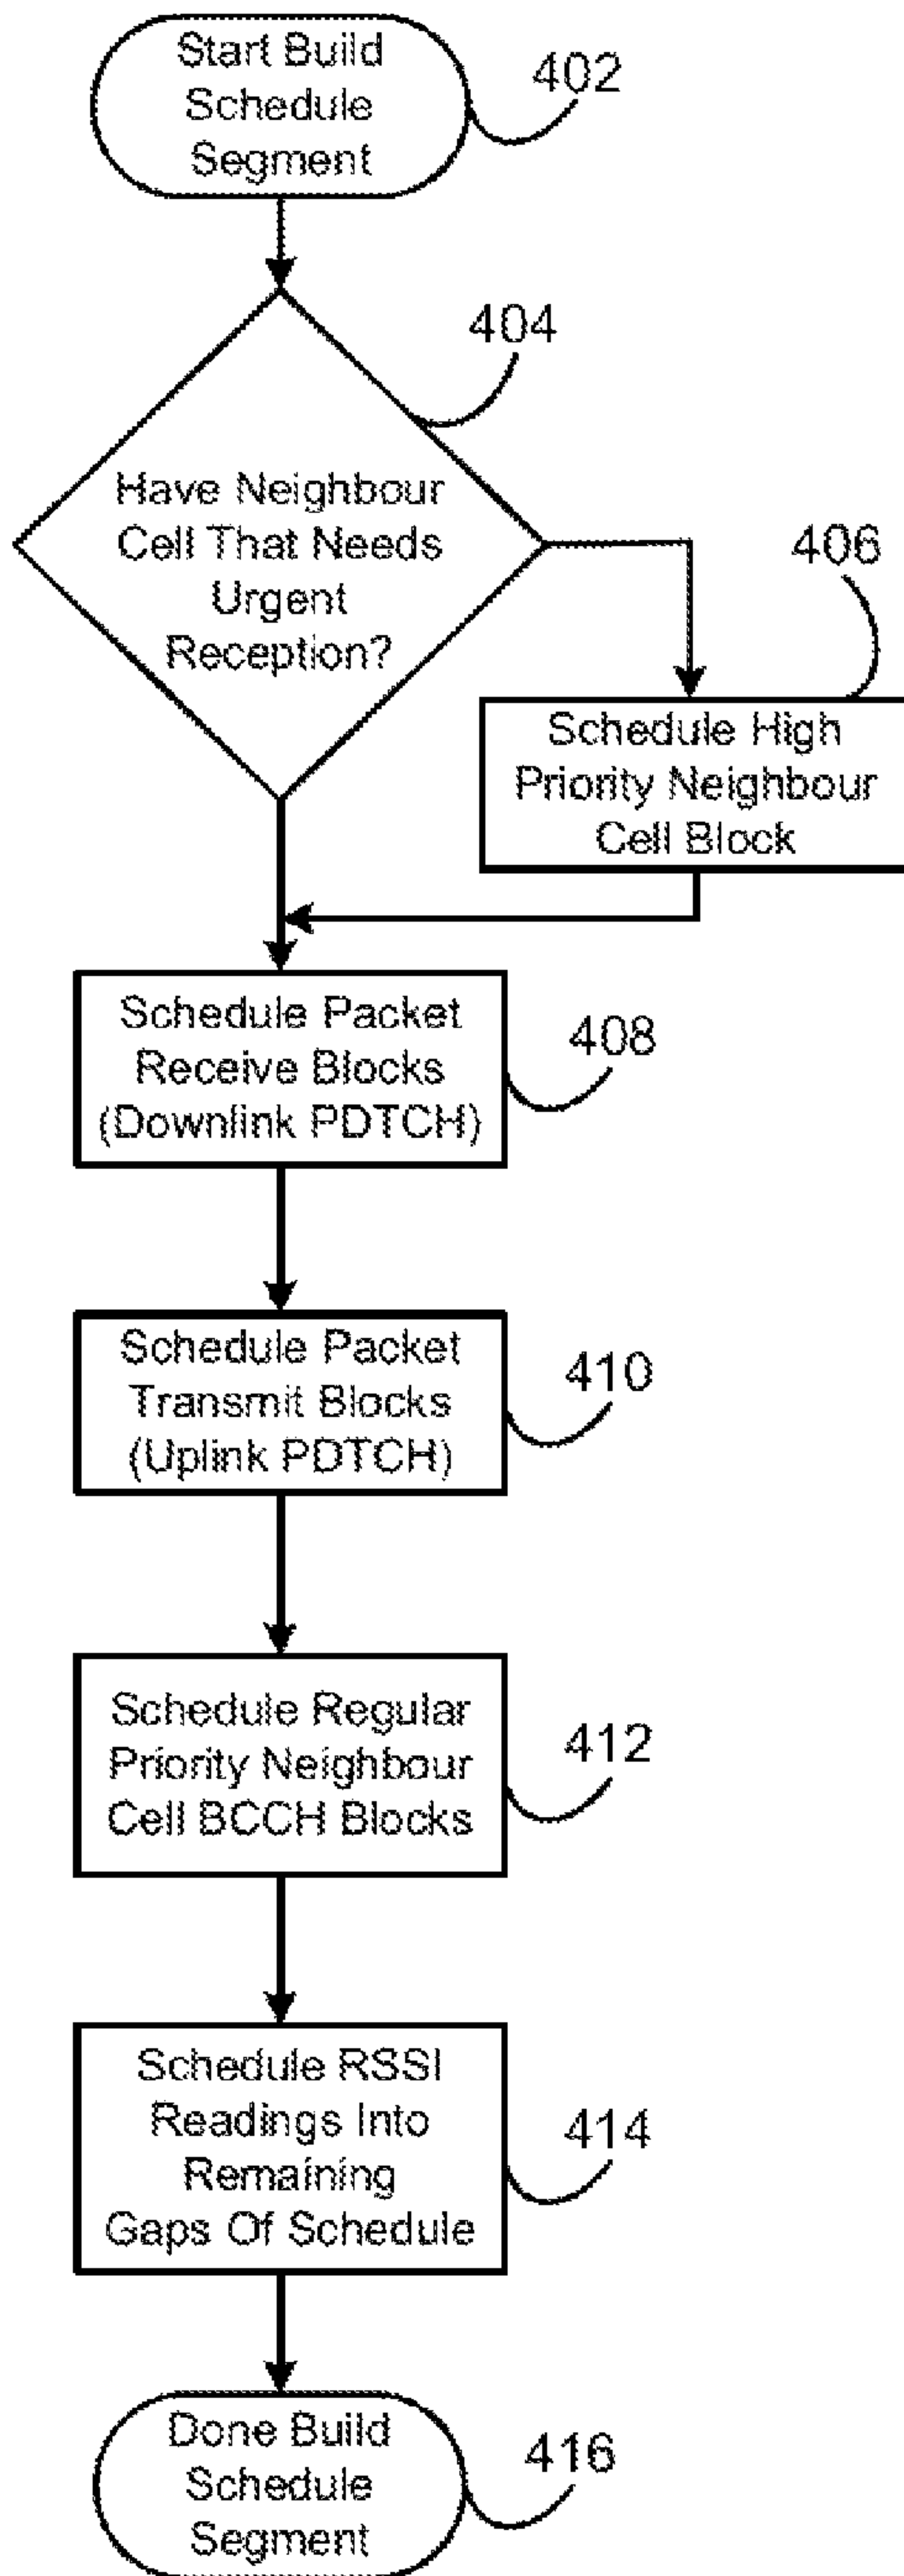 Start Build
Schedule
Segment
402
404
Have Neighbour
Cell That Needs
Urgent
Reception?
406
Schedule High
Priority Neighbour
Cell Block
Schedule Packet
Receive Blocks
(Downlink PDTCH)
408
Schedule Packet
Transmit Blocks
(Uplink PDTCH)
410
Schedule Regular
Priority Neighbour
Cell BCCH Blocks
412
Schedule RSSI
Readings Into
Remaining
Gaps Of Schedule
414
Done Build
Schedule
Segment
416